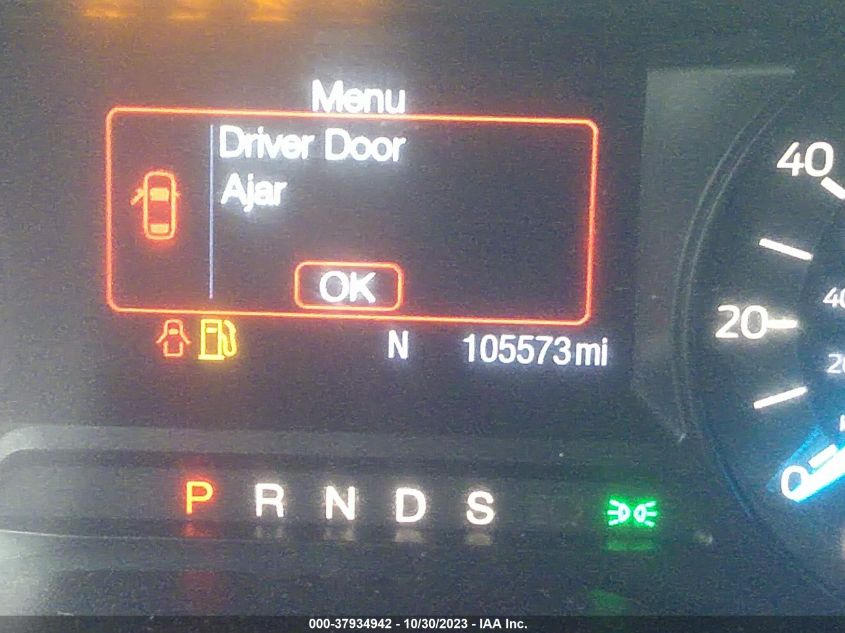 Menu
Driver Door
Ajar
OK
N 105573mi
40
20
0
P R N D S
000-37934942 - 10/30/2023 - IAA Inc.